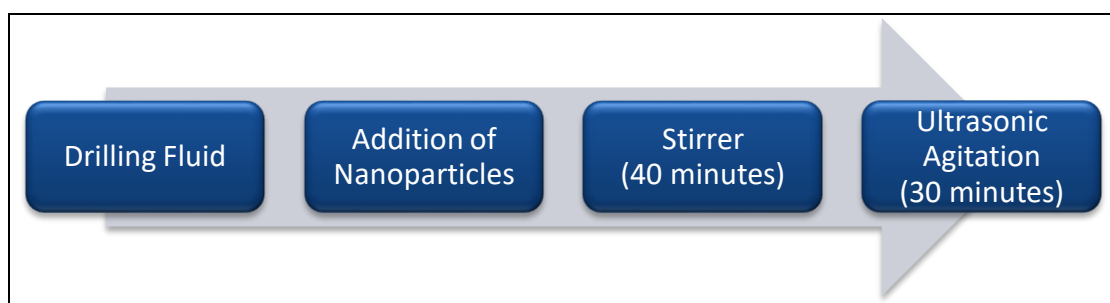 Drilling Fluid
Addition of
Nanoparticles
Stirrer
(40 minutes)
Ultrasonic
Agitation
(30 minutes)